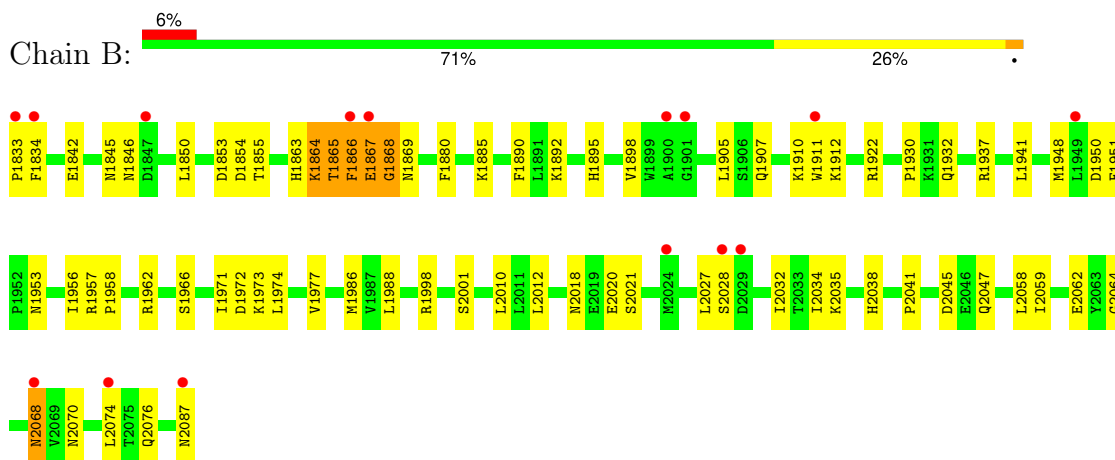 6%
Chain B:
71% 26% •
P1833 F1834 E1842 N1845 N1846 D1847 L1850 D1853 D1854 T1855 H1863 K1864 T1865 F1866 E1867 G1868 N1869 F1880 K1885 F1890 L1891 K1892 H1895 V1898 W1899 A1900 G1901 L1905 S1906 Q1907 K1910 W1911 K1912 R1922 P1930 K1931 Q1932 R1937 L1941 M1948 L1949 D1950
P1952 N1953 I1956 R1957 P1958 R1962 S1966 I1971 D1972 K1973 L1974 V1977 M1986 V1987 L1988 R1998 S2001 L2010 L2011 L2012 N2018 E2019 E2020 S2021 M2024 L2027 S2028 D2029 I2032 T2033 I2034 K2035 H2038 P2041 D2045 E2046 Q2047 L2058 I2059 E2062 Y2063
N2068 V2069 N2070 L2074 T2075 Q2076 N2087